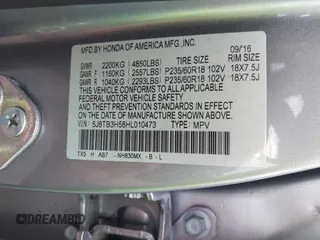 MFD BY HONDA OF AMERICA MFG.,INC. 09/16
GVWR 2200KG (4850LBS) TIRE SIZE RIM SIZE
GAWR F 1160KG (2557LBS) P235/60R18 102V 18X7.5J
GAWR R 1040KG (2293LBS) P235/60R18 102V 18X7.5J
THIS VEHICLE CONFORMS TO ALL APPLICABLE
FEDERAL MOTOR VEHICLE SAFETY AND THEFT
PREVENTION STANDARDS IN EFFECT ON THE DATE OF
MANUFACTURE SHOWN ABOVE.
5J8TB3H58HL010473 TYPE: MPV
TX5 H AB7 - NH830MX - B - L
AUTOHELPERBOT.COM